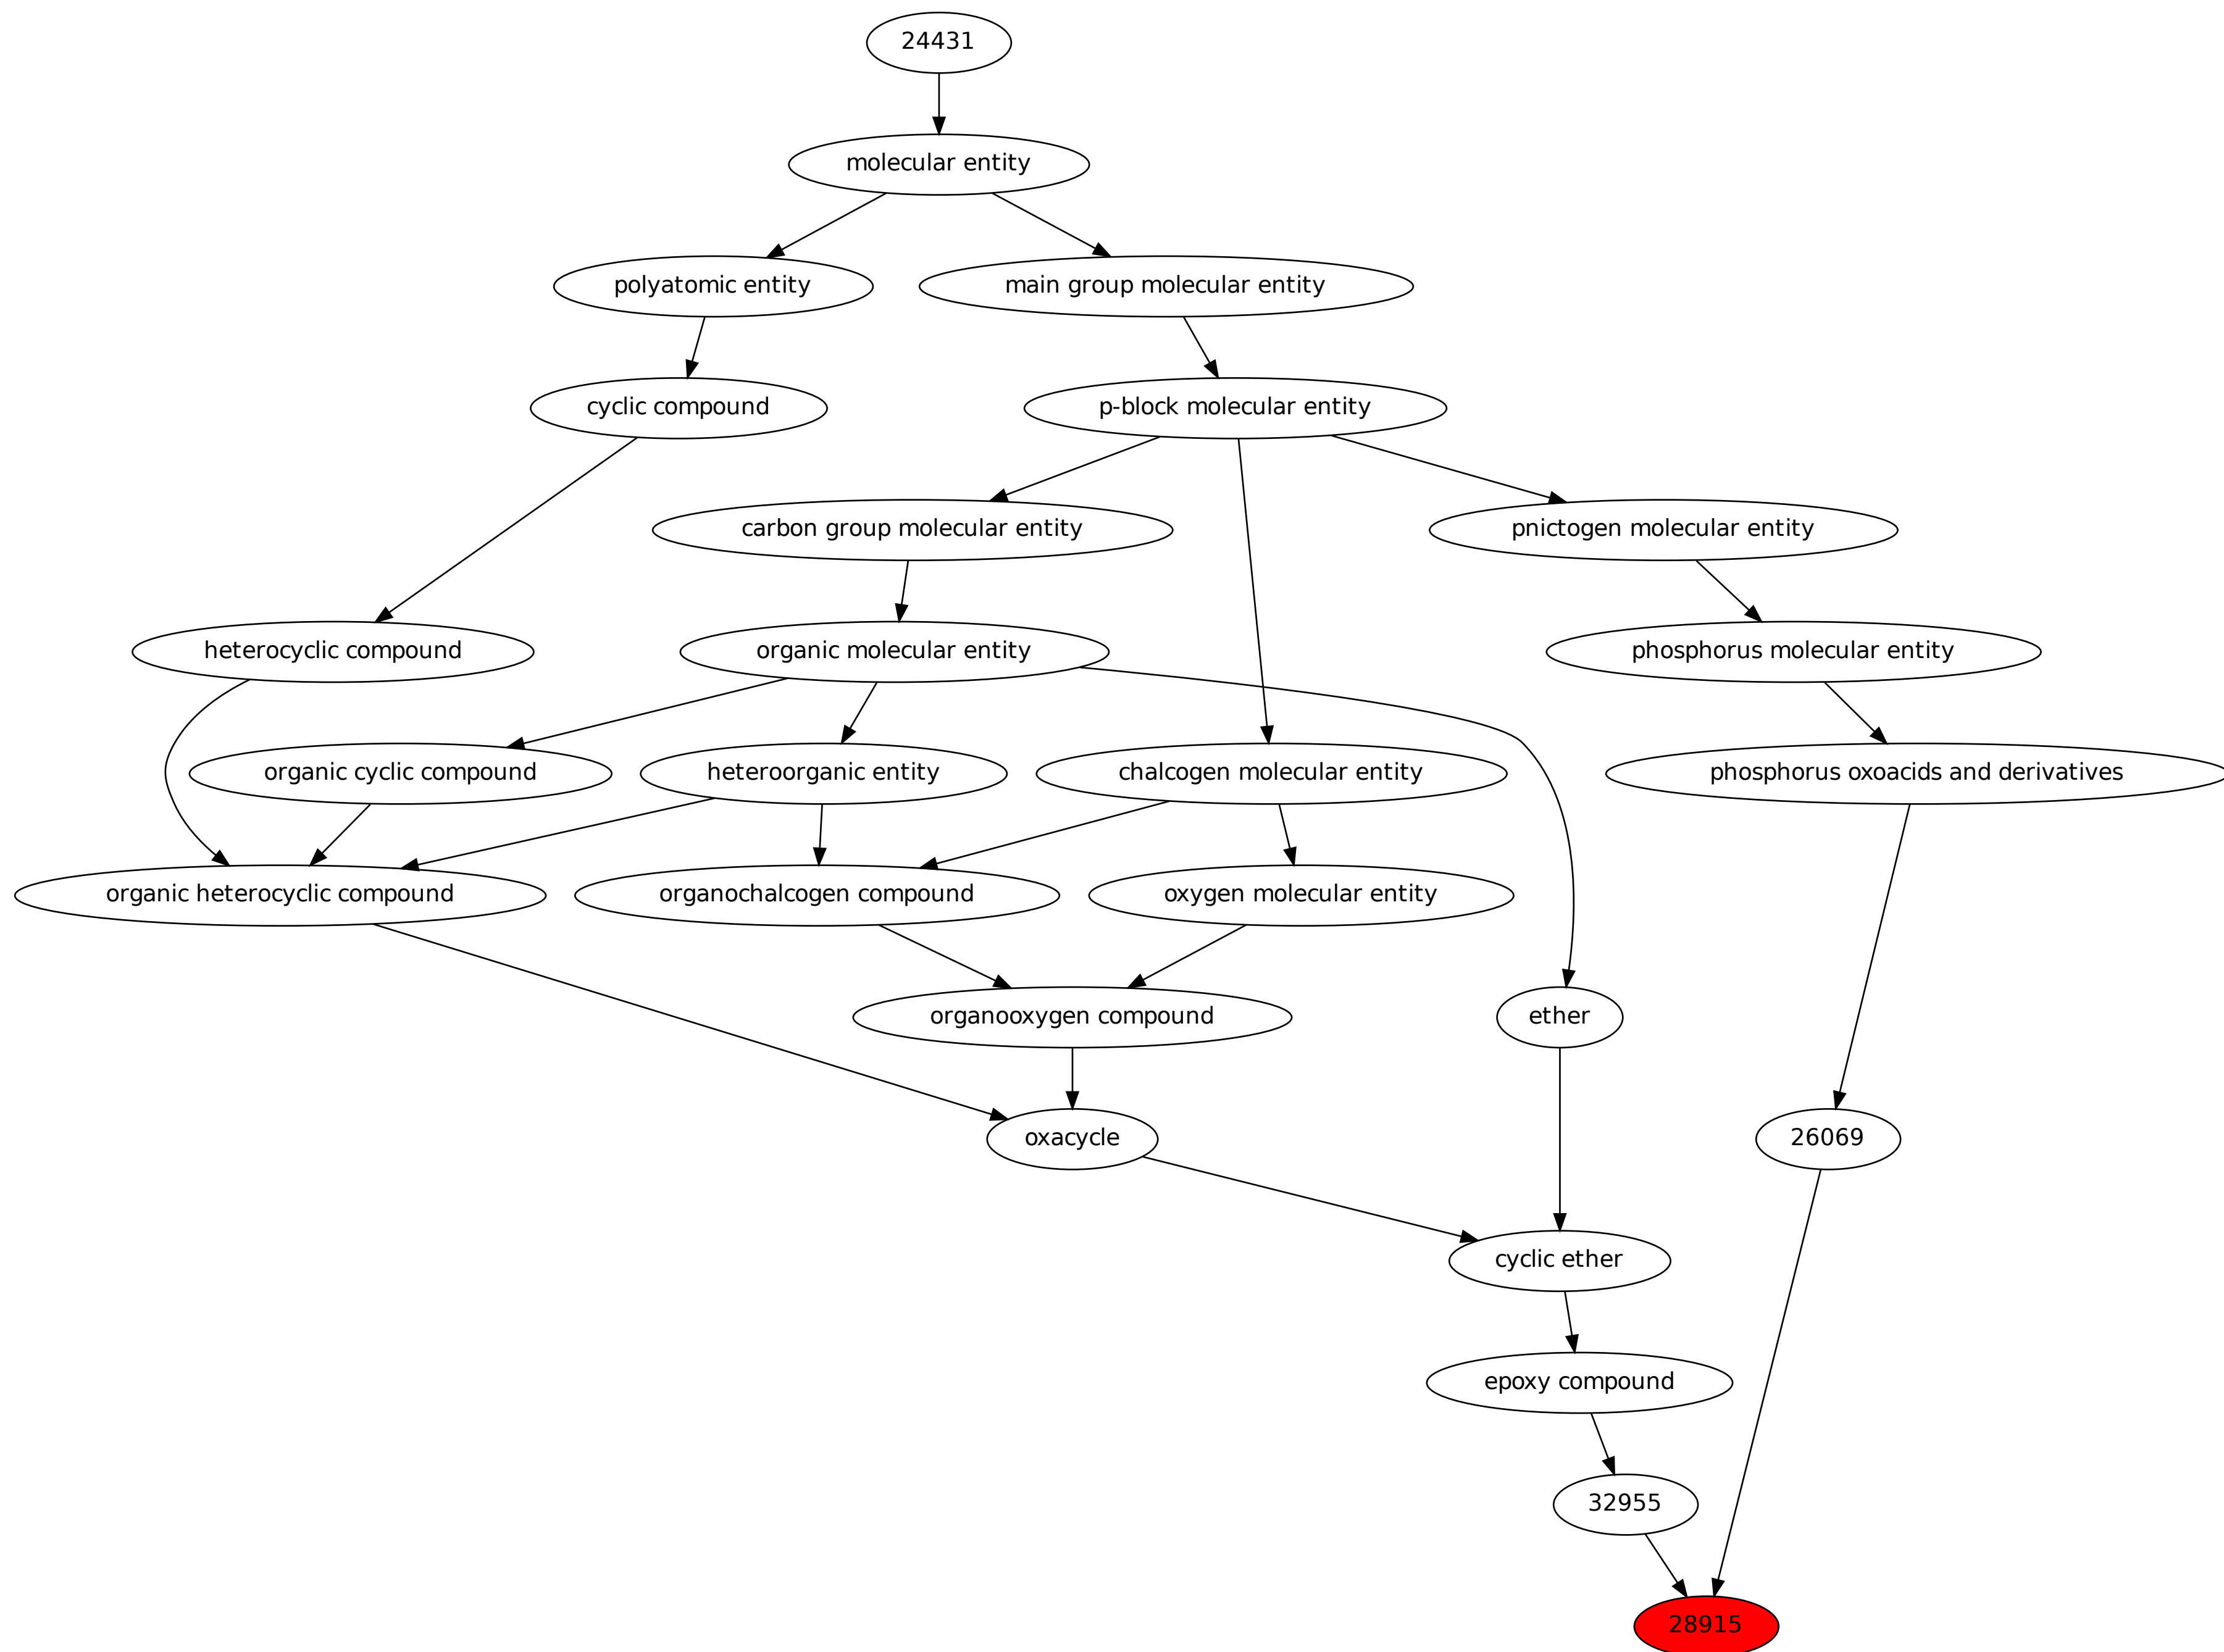 24431
molecular entity
polyatomic entity
main group molecular entity
cyclic compound
p-block molecular entity
carbon group molecular entity
pnictogen molecular entity
heterocyclic compound
organic molecular entity
phosphorus molecular entity
organic cyclic compound
heteroorganic entity
chalcogen molecular entity
phosphorus oxoacids and derivatives
organic heterocyclic compound
organochalcogen compound
oxygen molecular entity
organooxygen compound
ether
oxacycle
26069
cyclic ether
epoxy compound
32955
28915